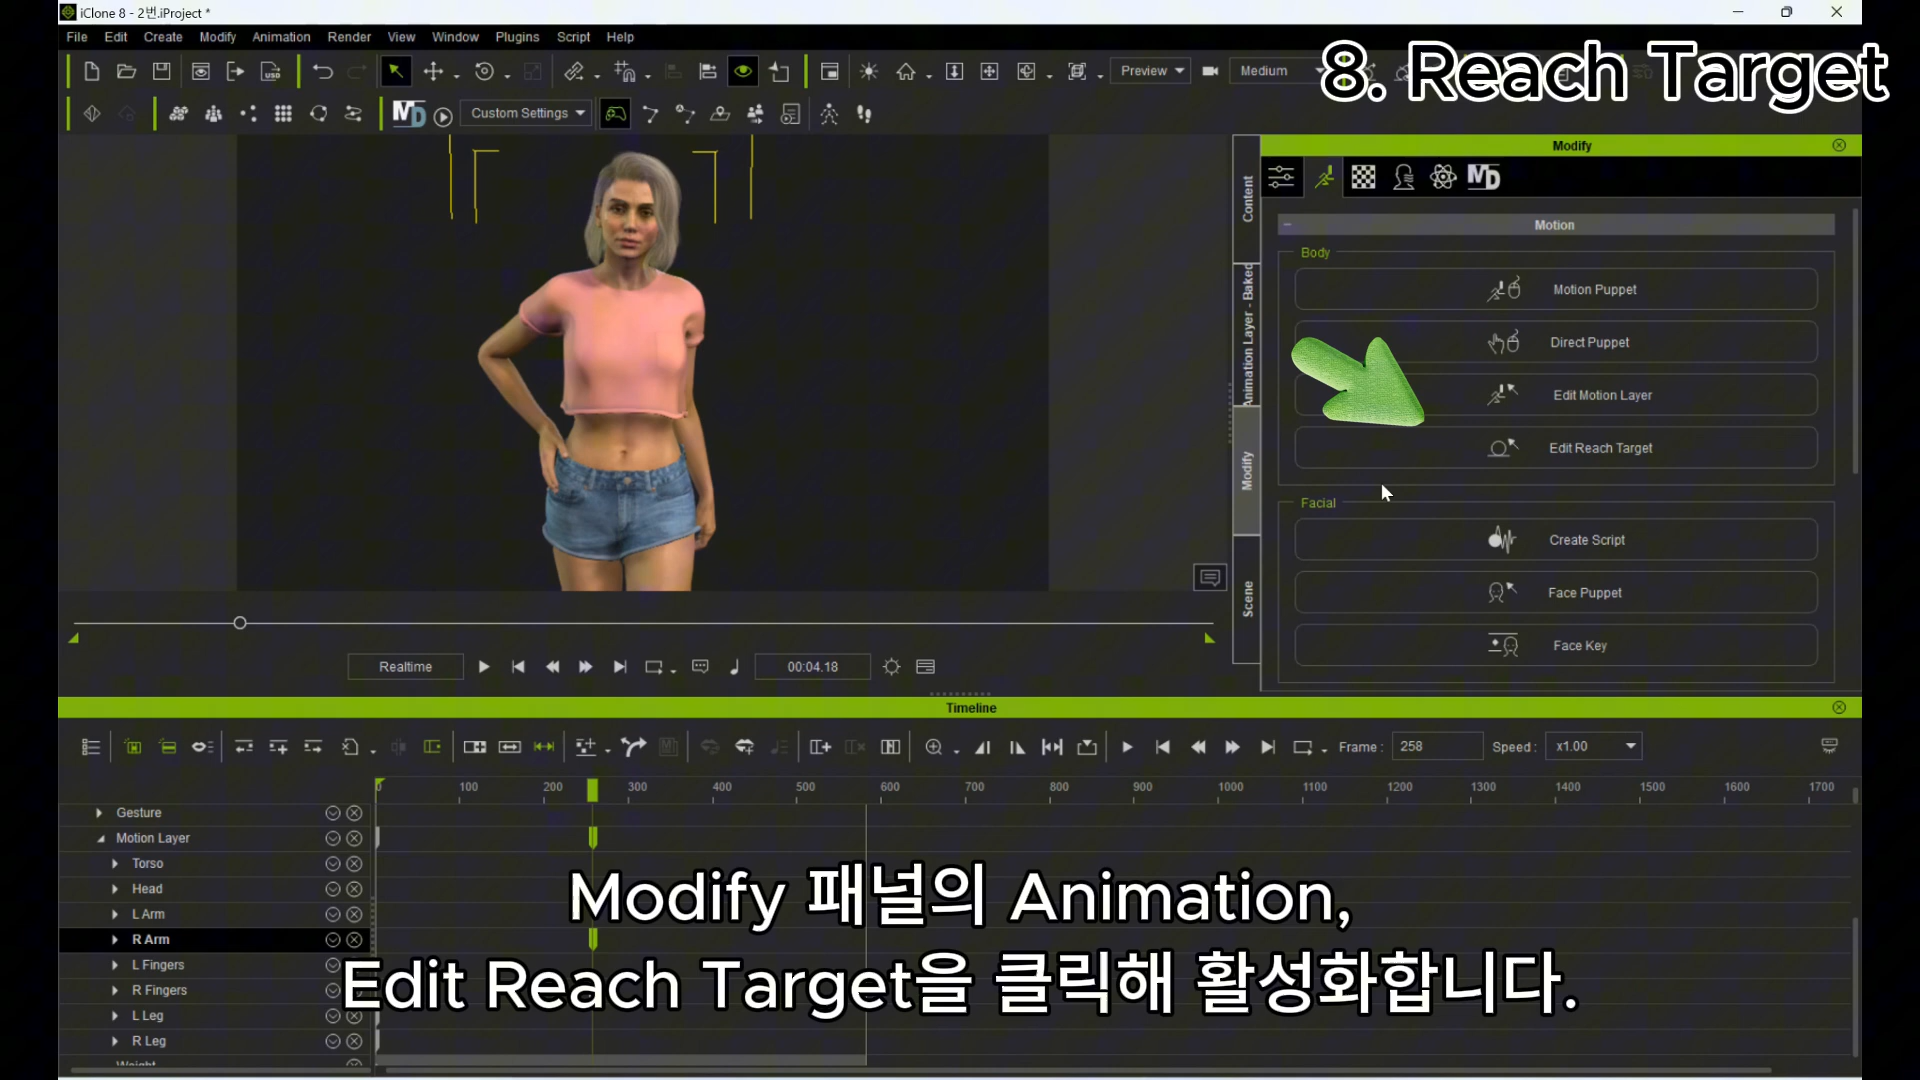 iClone 8 - 2번.iProject *
File Edit Create Modify Animation Render View Window Plugins Script Help
Preview Medium
8. Reach Target
MD Custom Settings
Modify
MD
Content
Animation Layer - Baked
Modify
Scene
Motion
Body
Motion Puppet
Direct Puppet
Edit Motion Layer
Edit Reach Target
Facial
Create Script
Face Puppet
Face Key
Realtime 00:04.18
Timeline
Frame : 258 Speed : x1.00
0 100 200 300 400 500 600 700 800 900 1000 1100 1200 1300 1400 1500 1600 1700
Gesture
Motion Layer
Torso
Head
L Arm
R Arm
L Fingers
R Fingers
L Leg
R Leg
Weight
Modify 패널의 Animation,
Edit Reach Target을 클릭해 활성화합니다.